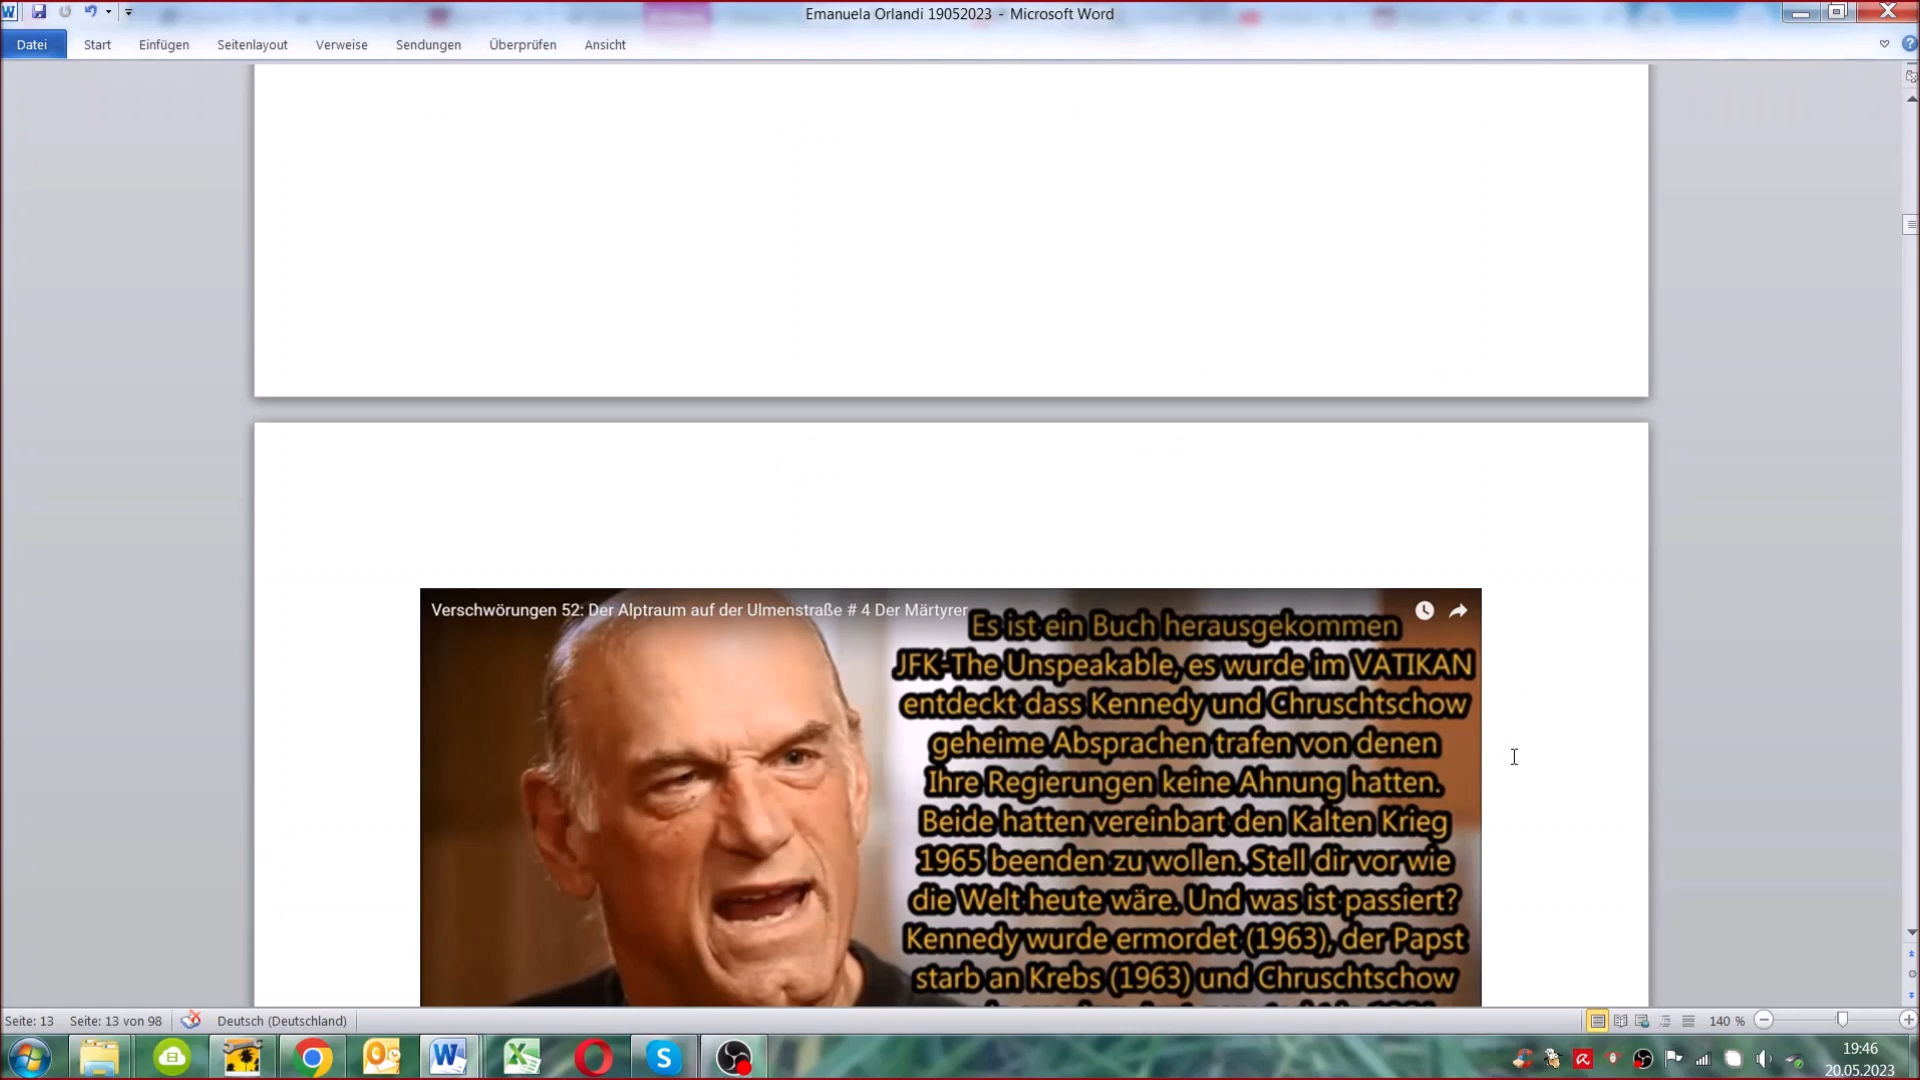 Emanuela Orlandi 19052023 - Microsoft Word
Datei Start Einfügen Seitenlayout Verweise Sendungen Überprüfen Ansicht
Verschwörungen 52: Der Alptraum auf der Ulmenstraße # 4 Der Märtyrer
Es ist ein Buch herausgekommen
JFK-The Unspeakable, es wurde im VATIKAN
entdeckt dass Kennedy und Chruschtschow
geheime Absprachen trafen von denen
Ihre Regierungen keine Ahnung hatten.
Beide hatten vereinbart den Kalten Krieg
1965 beenden zu wollen. Stell dir vor wie
die Welt heute wäre. Und was ist passiert?
Kennedy wurde ermordet (1963), der Papst
starb an Krebs (1963) und Chruschtschow
Seite: 13 Seite: 13 von 98 Deutsch (Deutschland) 140 %
19:46
20.05.2023